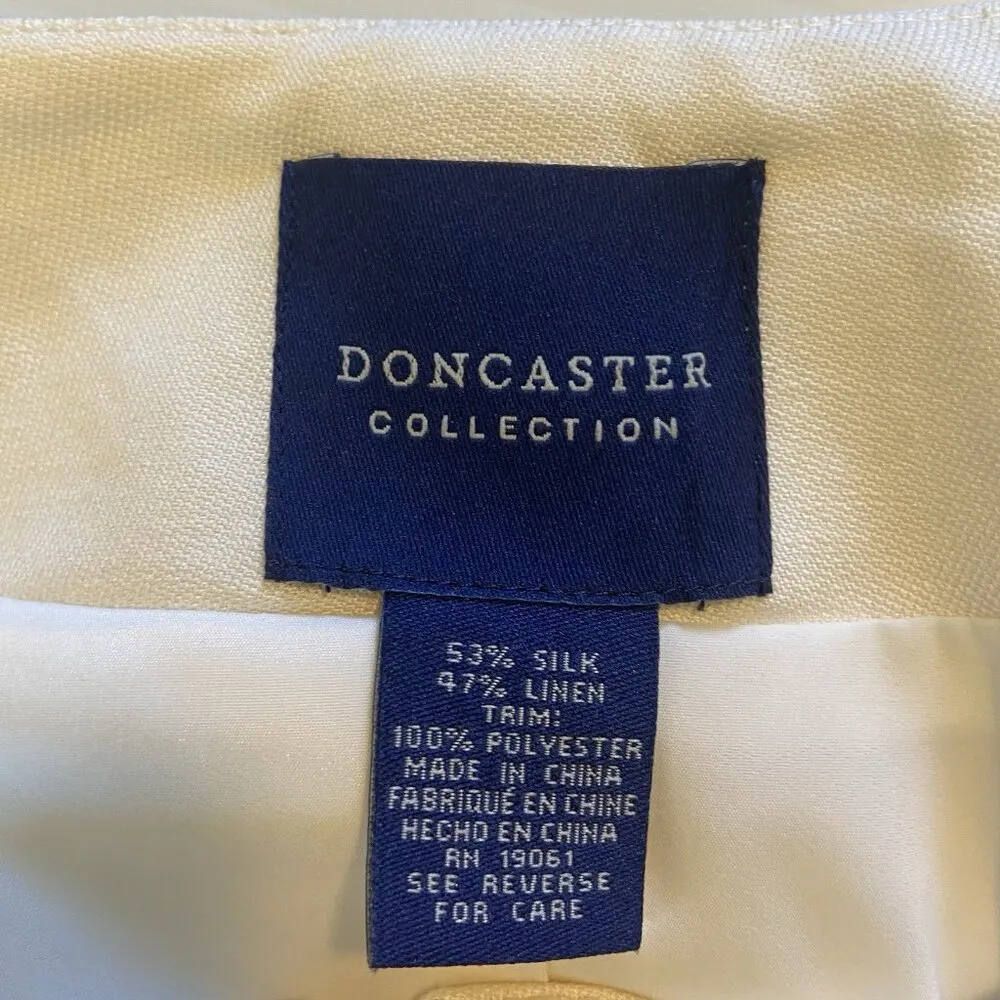 DONCASTER
COLLECTION
53% SILK
47% LINEN
TRIM:
100% POLYESTER
MADE IN CHINA
FABRIQUÉ EN CHINE
HECHO EN CHINA
RN 19061
SEE REVERSE
FOR CARE